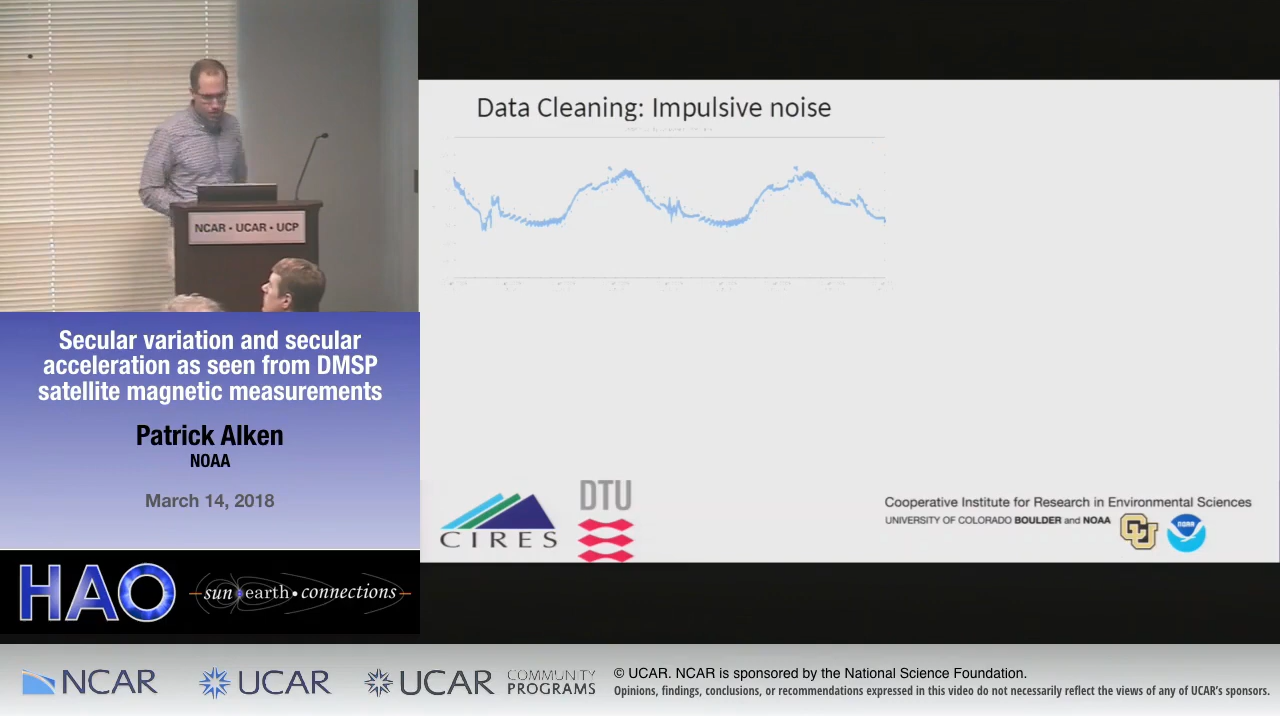 Data Cleaning: Impulsive noise
NCAR • UCAR • UCP
Secular variation and secular
acceleration as seen from DMSP
satellite magnetic measurements
Patrick Alken
NOAA
March 14, 2018
CIRES
DTU
Cooperative Institute for Research in Environmental Sciences
UNIVERSITY OF COLORADO BOULDER and NOAA
CU
NOAA
HAO
sun • earth • connections
NCAR
UCAR
UCAR
COMMUNITY
PROGRAMS
© UCAR. NCAR is sponsored by the National Science Foundation.
Opinions, findings, conclusions, or recommendations expressed in this video do not necessarily reflect the views of any of UCAR's sponsors.